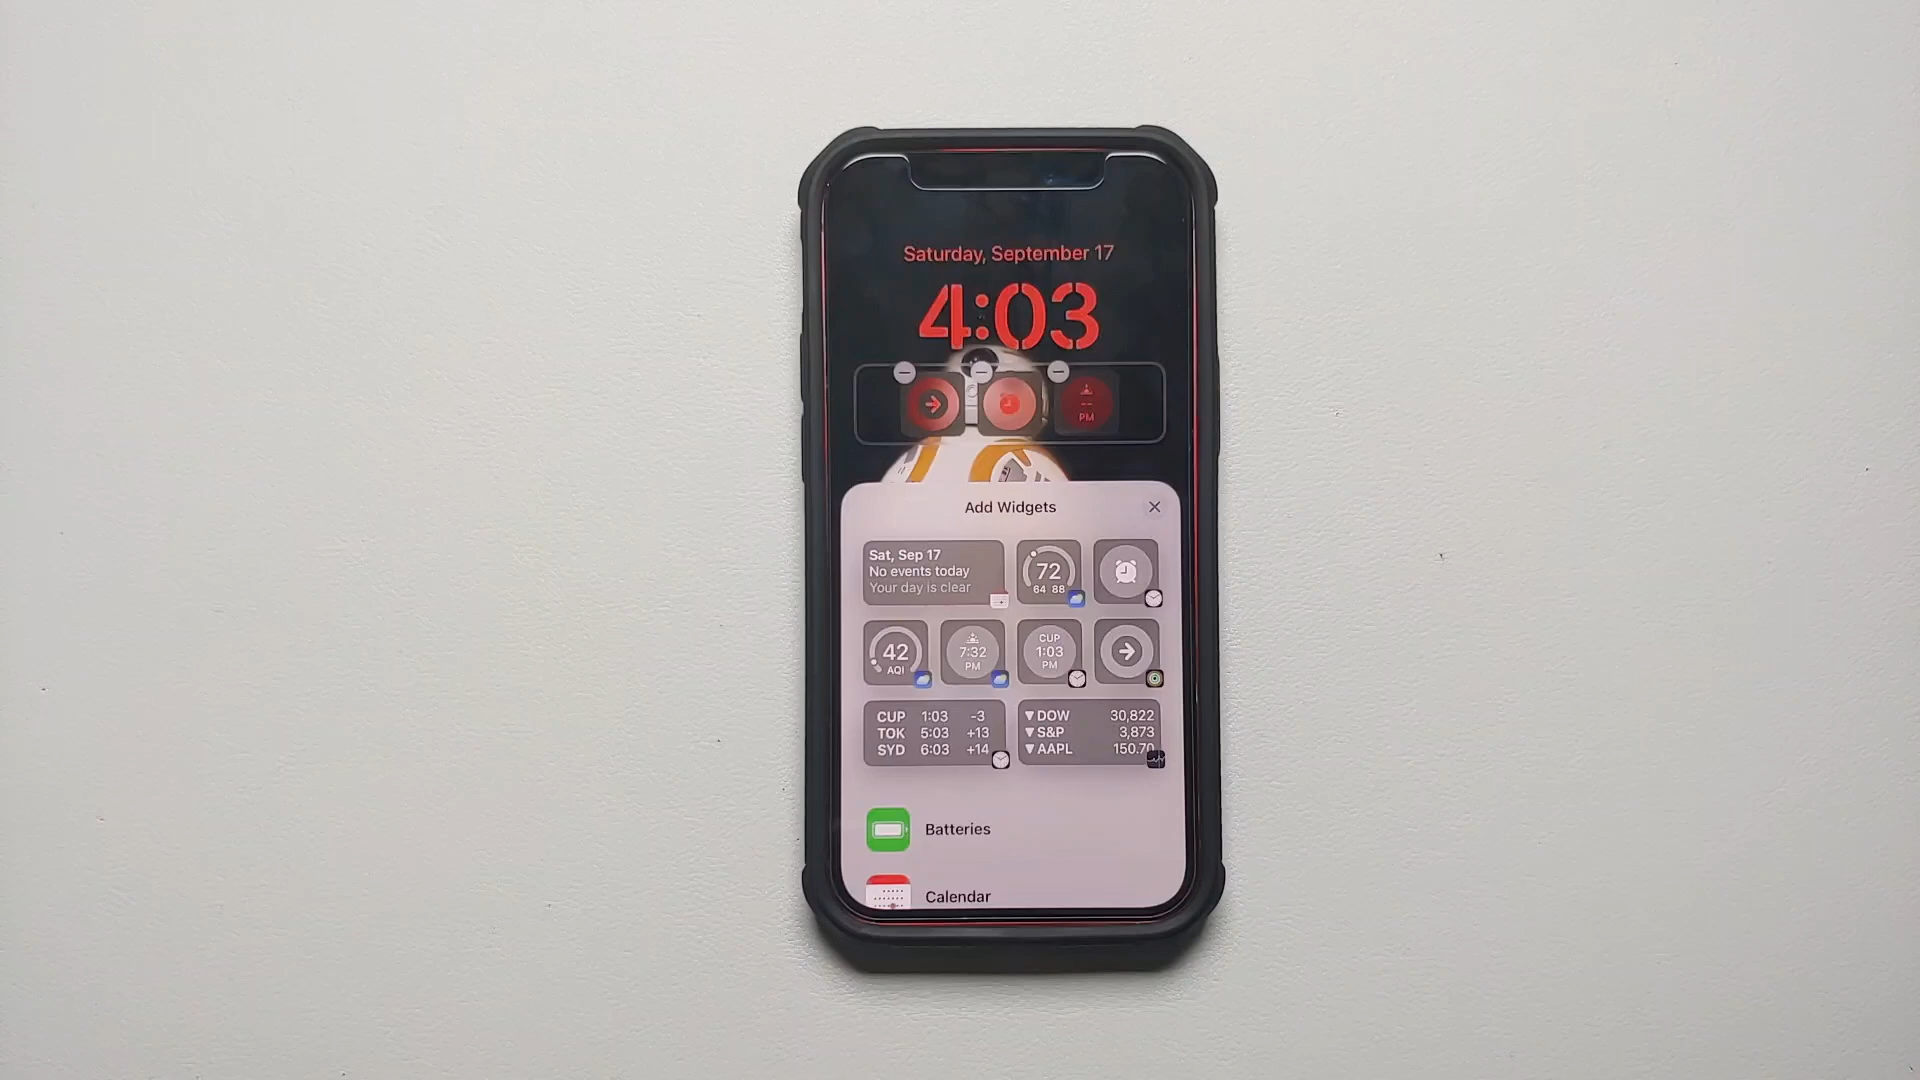 Saturday, September 17
4:03
--
PM
Add Widgets
Sat, Sep 17
No events today
Your day is clear
72
64 88
42
AQI
7:32
PM
CUP
1:03
PM
CUP 1:03 -3
TOK 5:03 +13
SYD 6:03 +14
▼DOW 30,822
▼S&P 3,873
▼AAPL 150.70
Batteries
Calendar